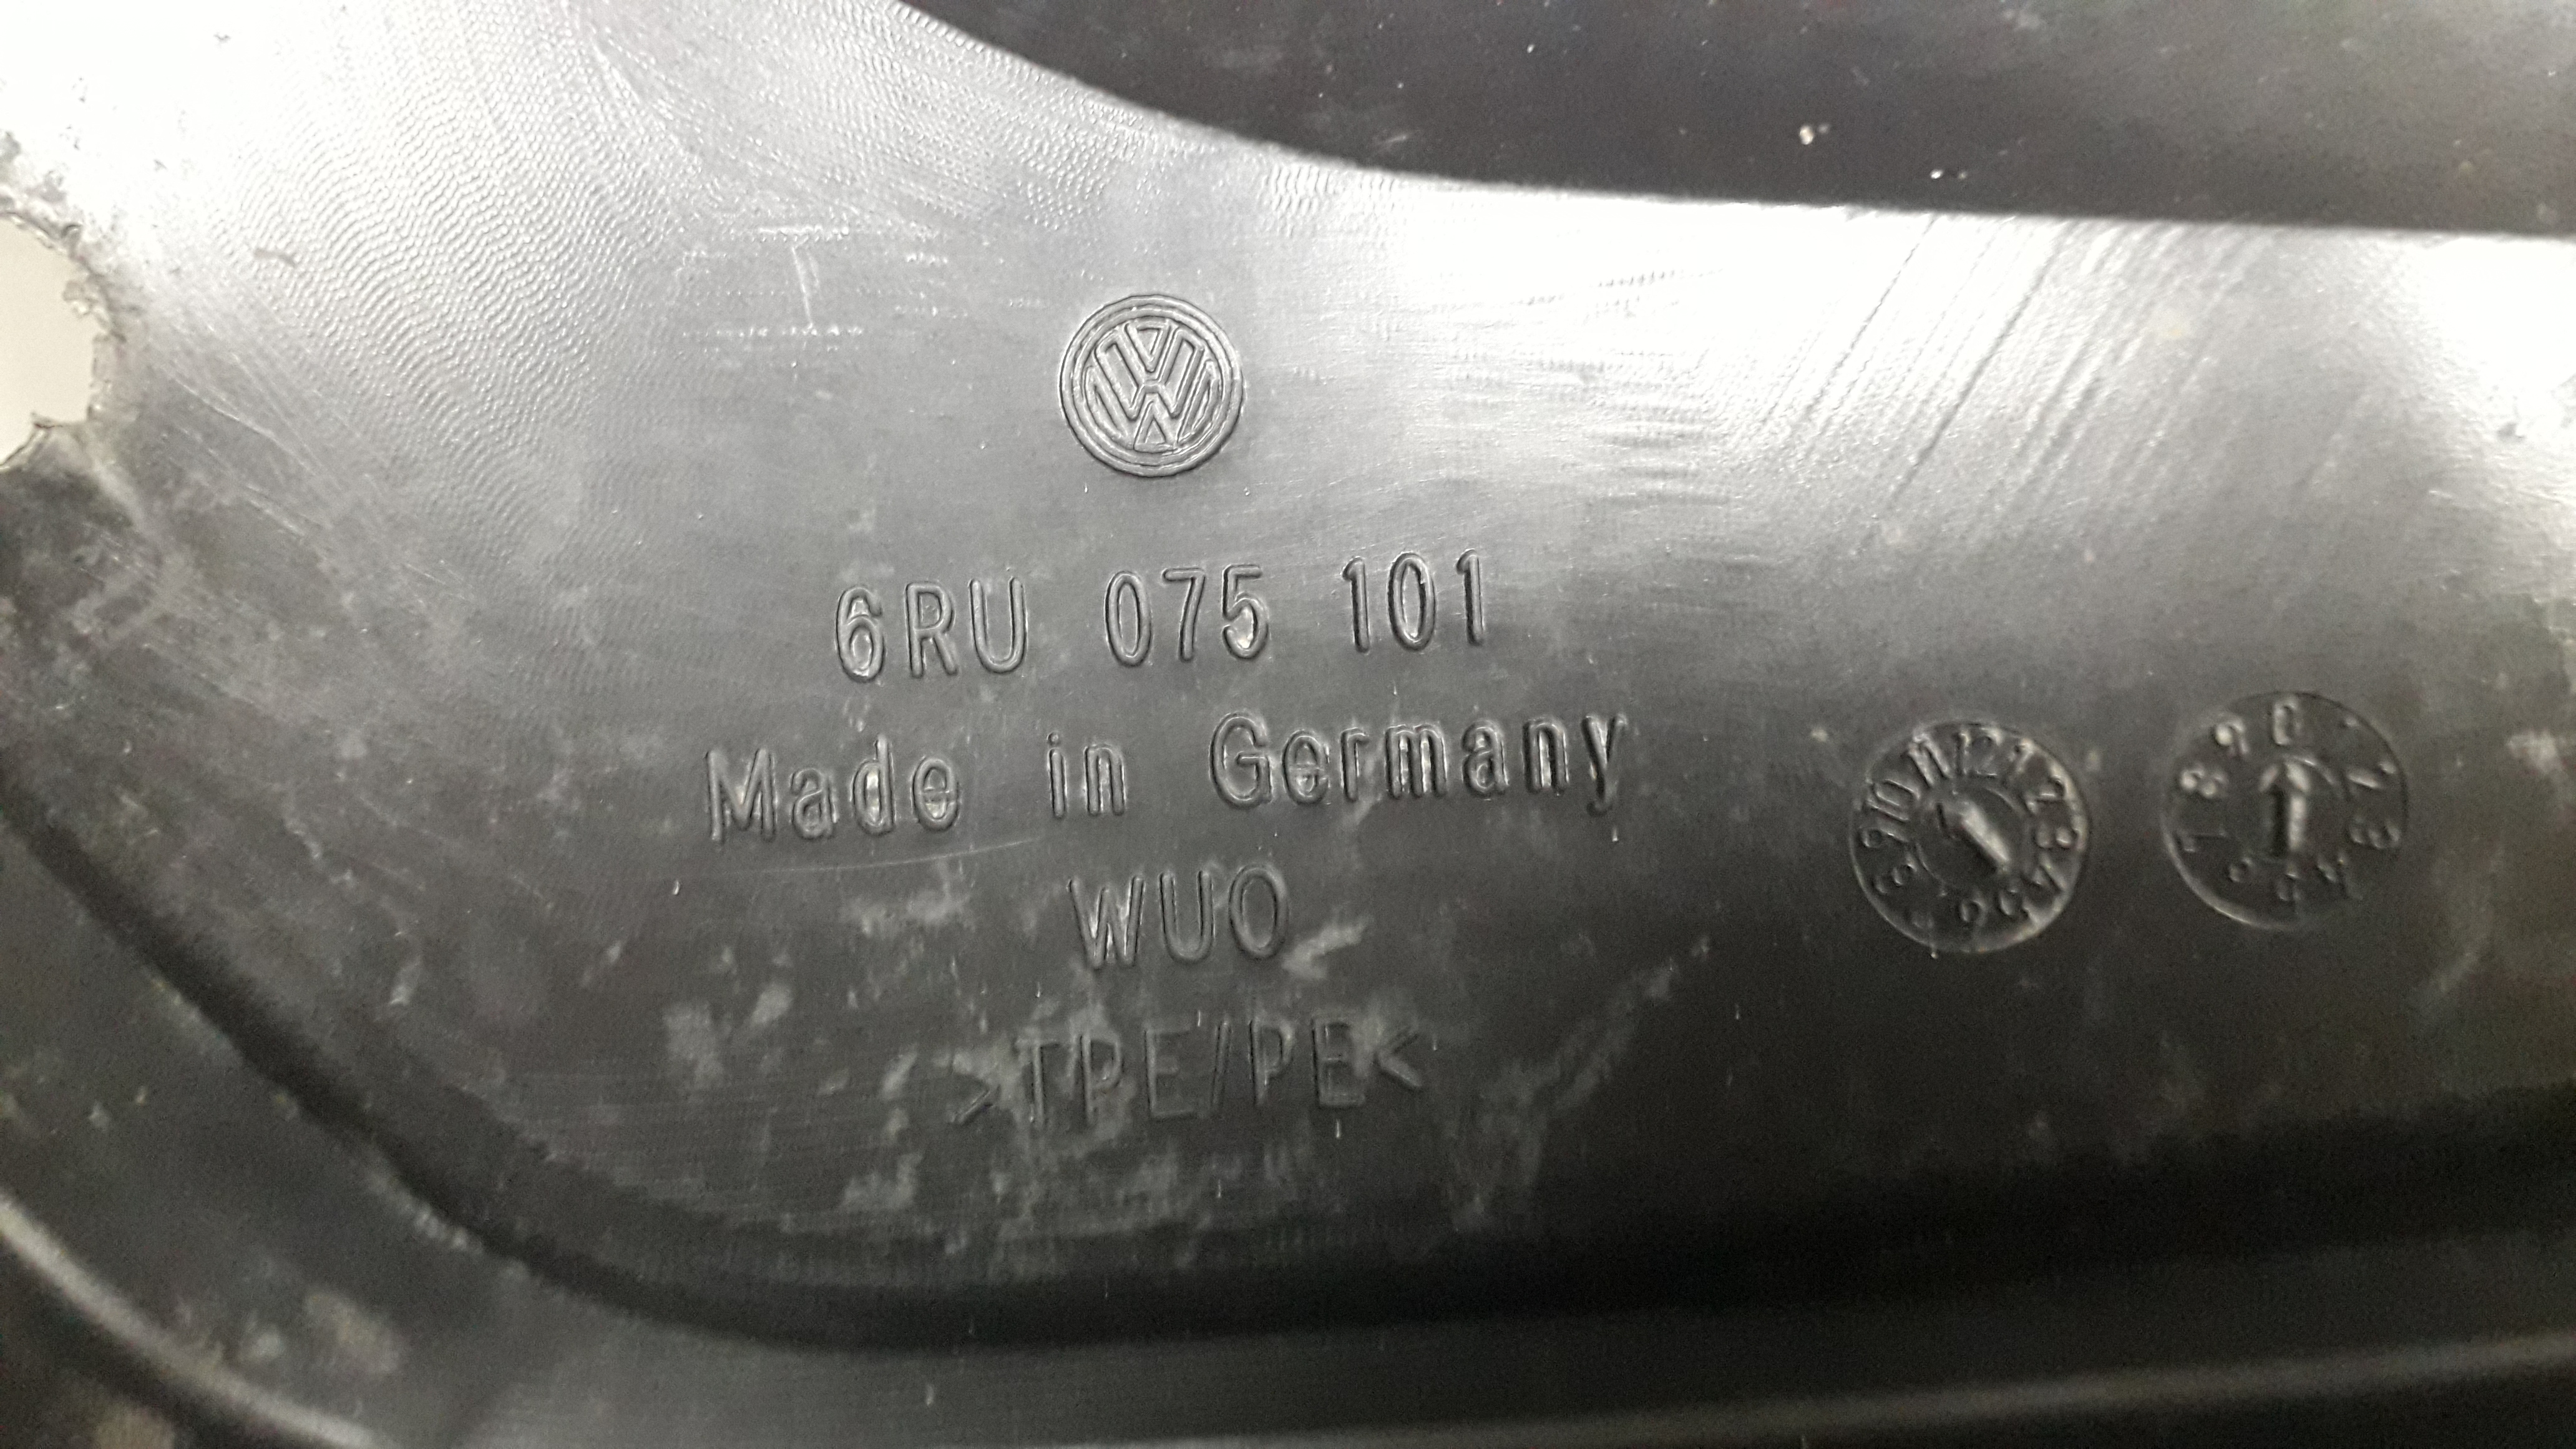 6RU 075 101
Made in Germany
WUO
>TPE/PE<